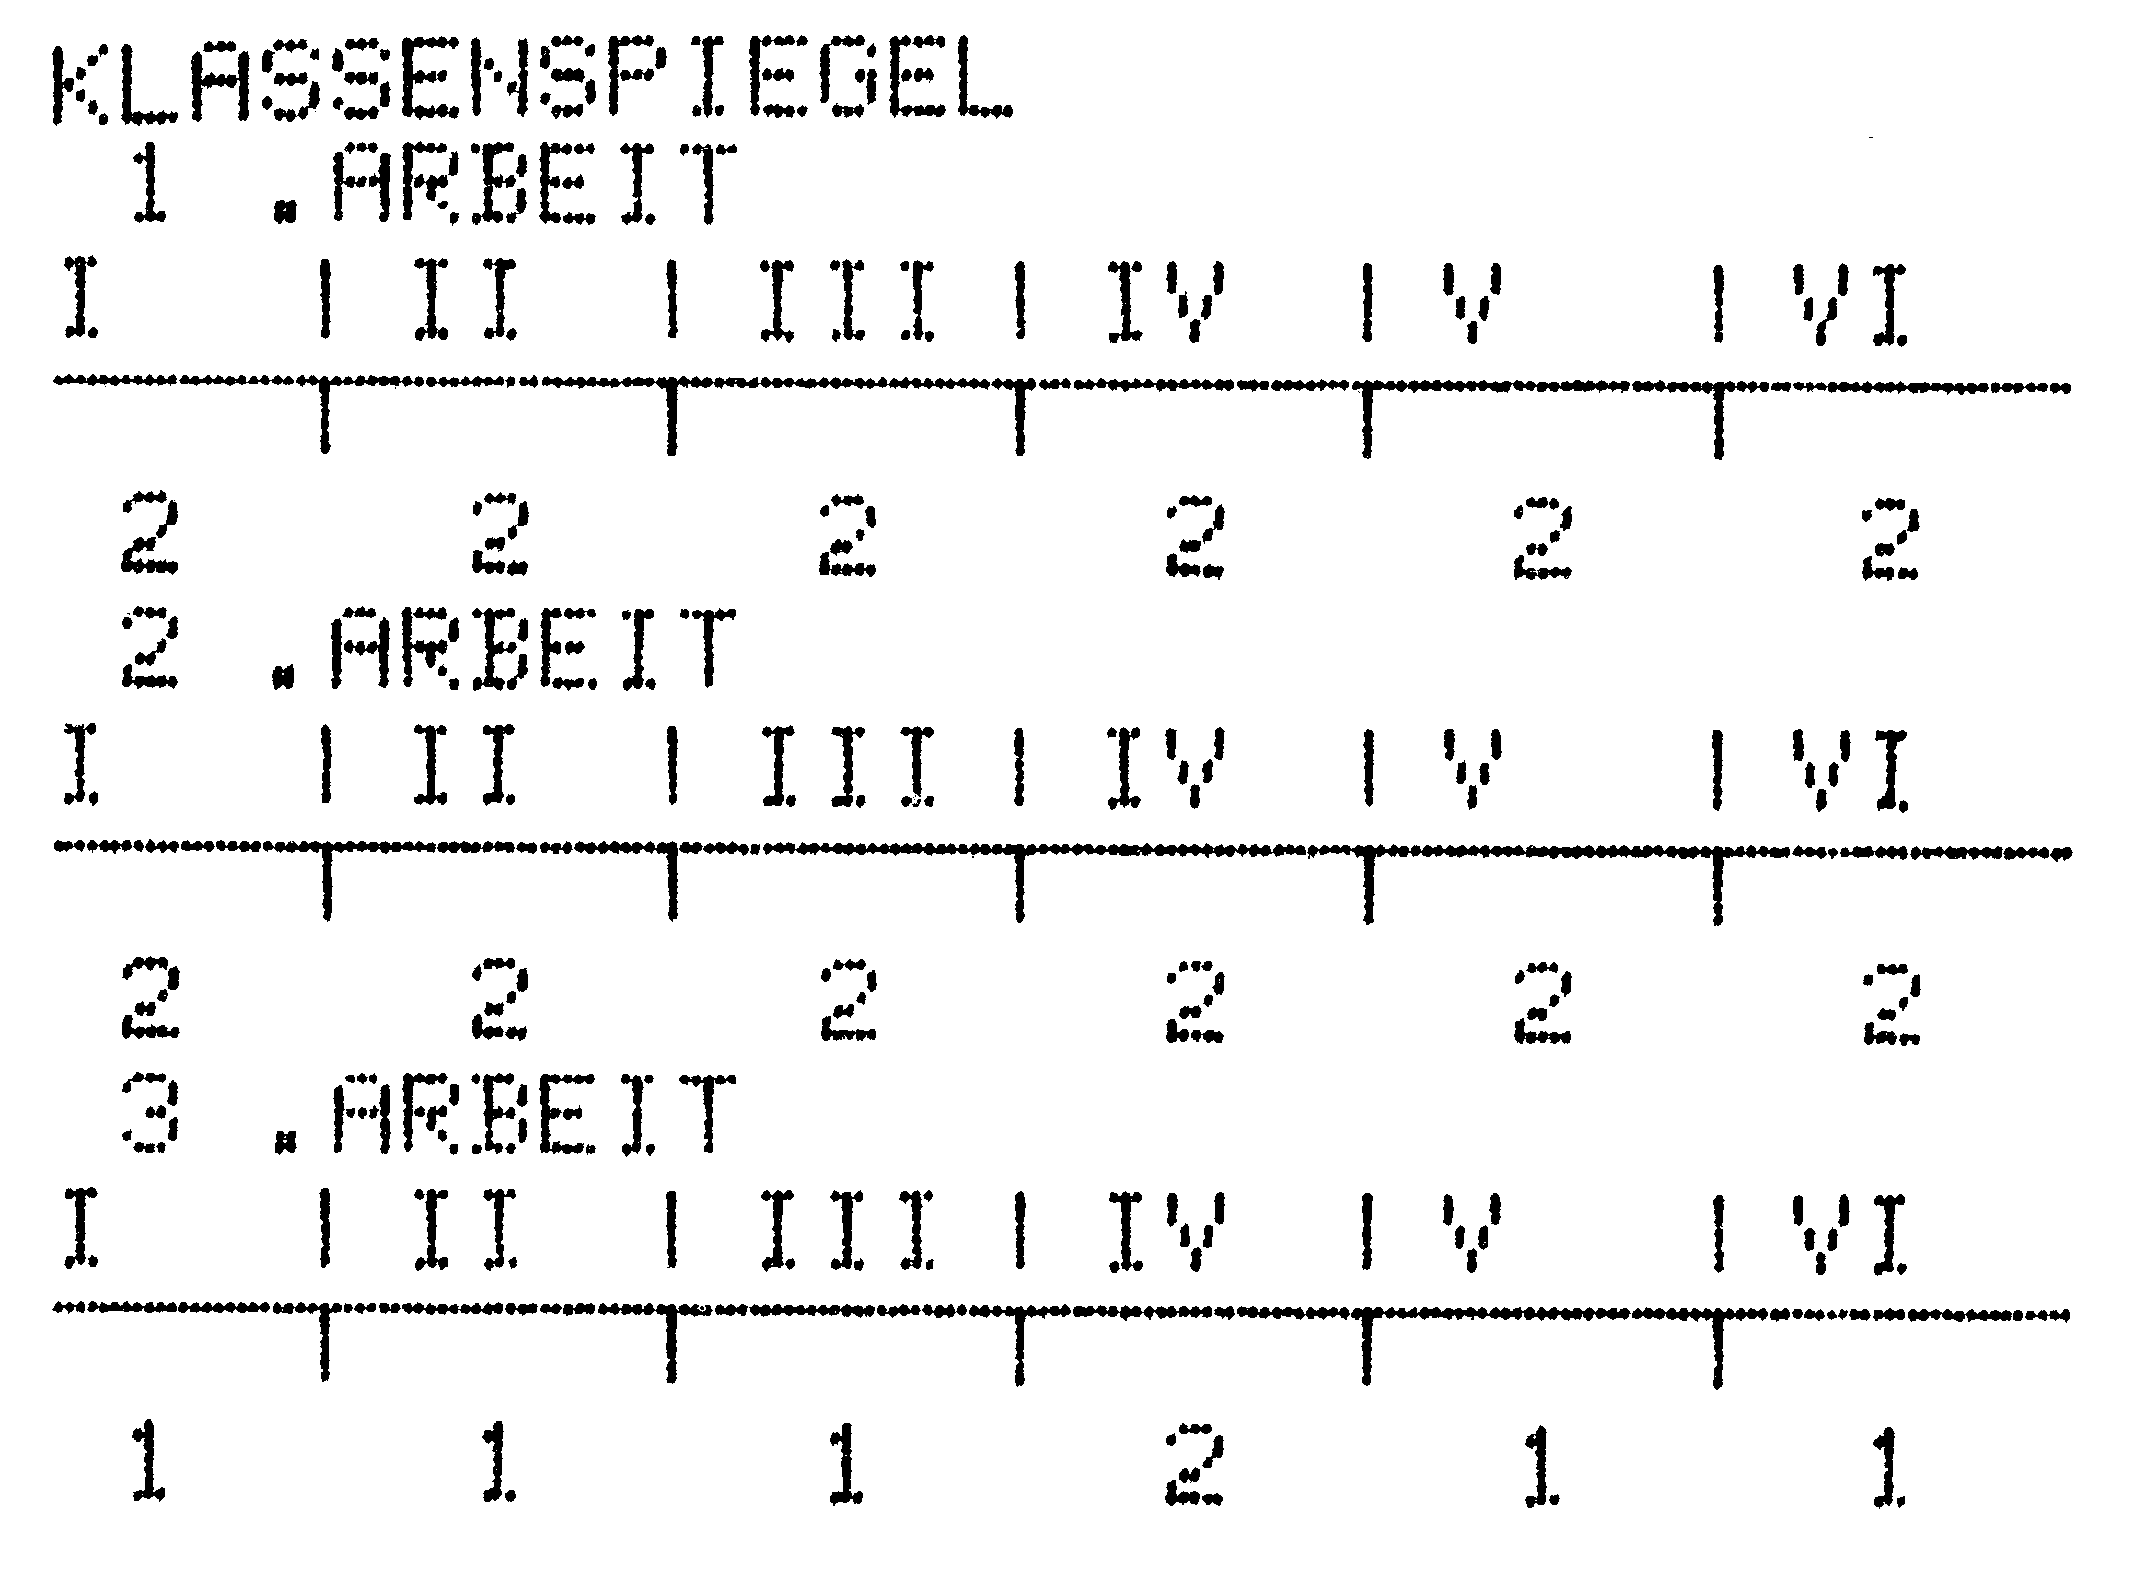 KLASSENSPIEGEL
1 .ARBEIT
I | II | III | IV | V | VI
2 2 2 2 2 2
2 .ARBEIT
I | II | III | IV | V | VI
2 2 2 2 2 2
3 .ARBEIT
I | II | III | IV | V | VI
1 1 1 2 1 1